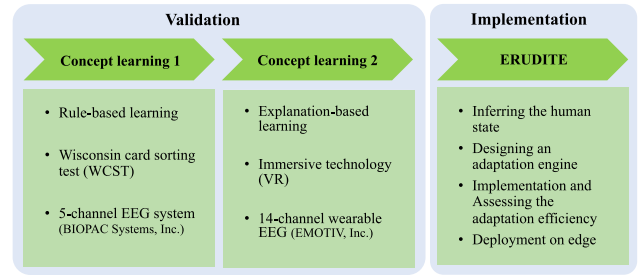 Validation
Concept learning 1
• Rule-based learning
• Wisconsin card sorting
test (WCST)
• 5-channel EEG system
(BIOPAC Systems, Inc.)
Concept learning 2
• Explanation-based
learning
• Immersive technology
(VR)
• 14-channel wearable
EEG (EMOTIV, Inc.)
Implementation
ERUDITE
• Inferring the human
state
• Designing an
adaptation engine
• Implementation and
Assessing the
adaptation efficiency
• Deployment on edge